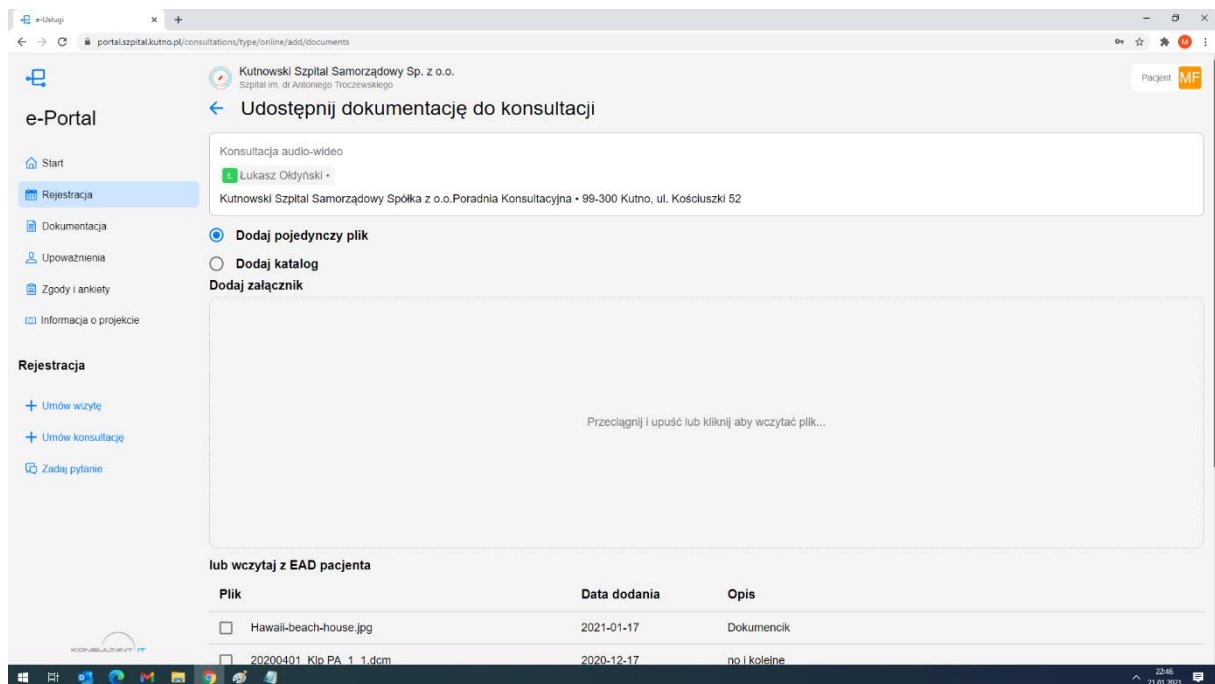 e-Usługi
portal.szpital.kutno.pl/consultations/type/online/add/documents
M
Kutnowski Szpital Samorządowy Sp. z o.o.
Szpital im. dr Antoniego Troczewskiego
Pacjent MF
e-Portal
Udostępnij dokumentację do konsultacji
Start
Rejestracja
Dokumentacja
Upoważnienia
Zgody i ankiety
Informacja o projekcie
Rejestracja
Umów wizytę
Umów konsultację
Zadaj pytanie
Konsultacja audio-wideo
Ł Łukasz Ołdyński •
Kutnowski Szpital Samorządowy Spółka z o.o.Poradnia Konsultacyjna • 99-300 Kutno, ul. Kościuszki 52
Dodaj pojedynczy plik
Dodaj katalog
Dodaj załącznik
Przeciągnij i upuść lub kliknij aby wczytać plik...
lub wczytaj z EAD pacjenta
Plik Data dodania Opis
Hawaii-beach-house.jpg 2021-01-17 Dokumencik
20200401_Klp PA_1_1.dcm 2020-12-17 no i kolejne
KONSULTANT IT
22:46
21.01.2021